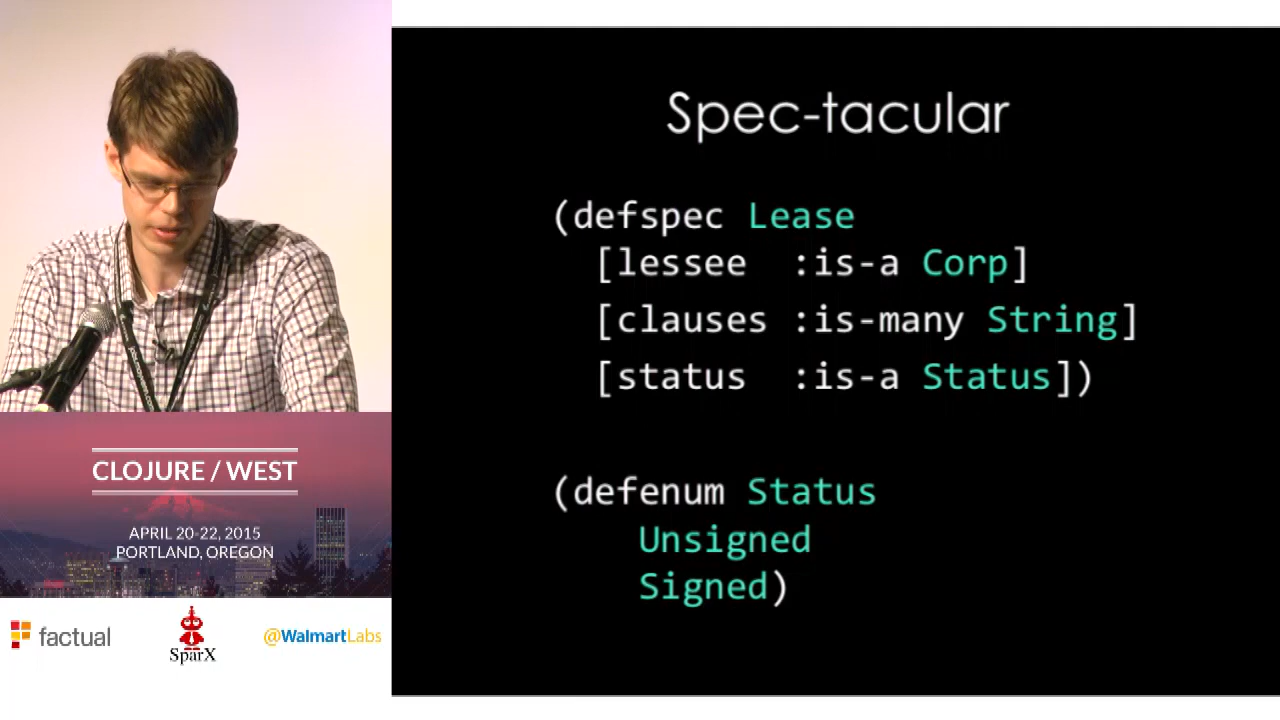 Spec-tacular
(defspec Lease
[lessee :is-a Corp]
[clauses :is-many String]
[status :is-a Status])
(defenum Status
Unsigned
Signed)
CLOJURE / WEST
APRIL 20-22, 2015
PORTLAND, OREGON
factual
SparX
@WalmartLabs